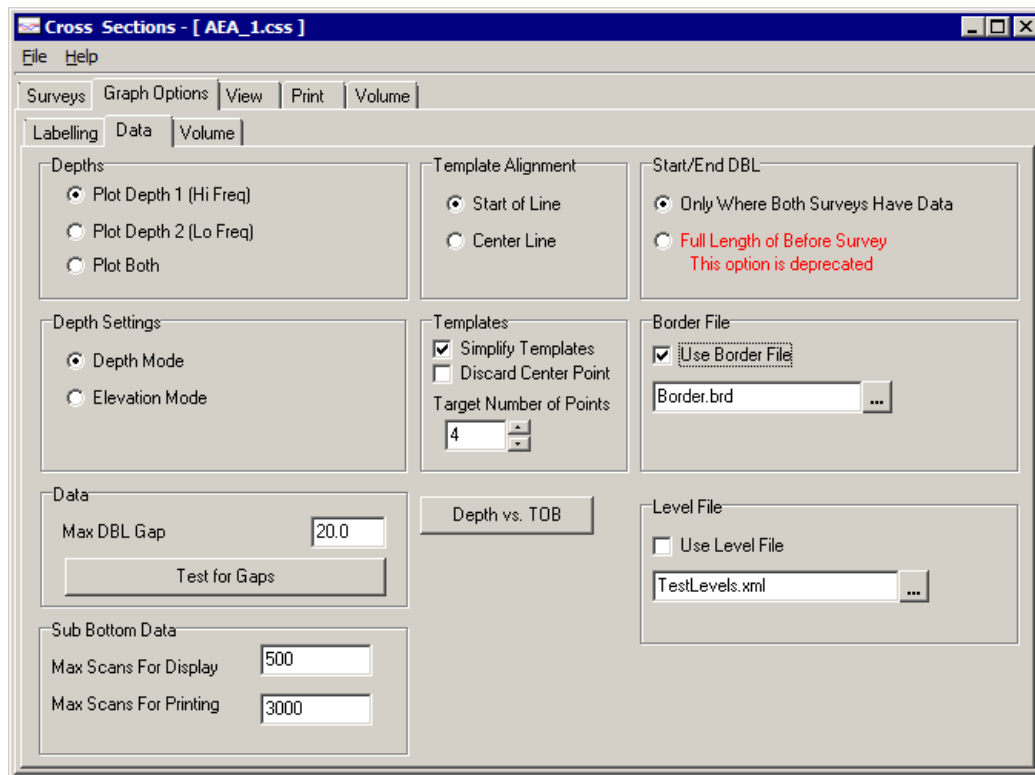 Cross Sections - [ AEA_1.css ]
File Help
Surveys Graph Options View Print Volume
Labelling Data Volume
Depths
Plot Depth 1 (Hi Freq)
Plot Depth 2 (Lo Freq)
Plot Both
Template Alignment
Start of Line
Center Line
Start/End DBL
Only Where Both Surveys Have Data
Full Length of Before Survey
This option is deprecated
Depth Settings
Depth Mode
Elevation Mode
Templates
Simplify Templates
Discard Center Point
Target Number of Points
4
Border File
Use Border File
Border.brd ...
Data
Max DBL Gap 20.0
Test for Gaps
Depth vs. TOB
Level File
Use Level File
TestLevels.xml ...
Sub Bottom Data
Max Scans For Display 500
Max Scans For Printing 3000